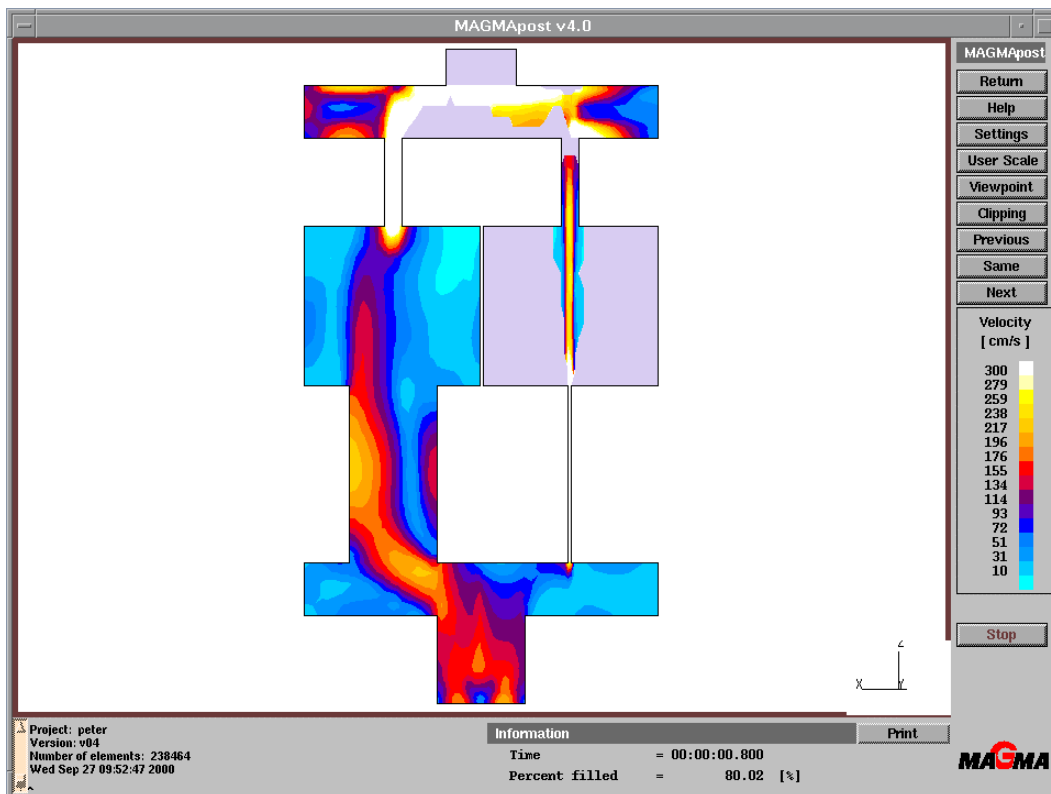 MAGMApost v4.0
MAGMApost
Return
Help
Settings
User Scale
Viewpoint
Clipping
Previous
Same
Next
Velocity
[ cm/s ]
300
279
259
238
217
196
176
155
134
114
93
72
51
31
10
Stop
Z
X Y
Project: peter
Version: v04
Number of elements: 238464
Wed Sep 27 09:52:47 2000
Information
Print
Time = 00:00:00.800
Percent filled = 80.02 [%]
MAGMA